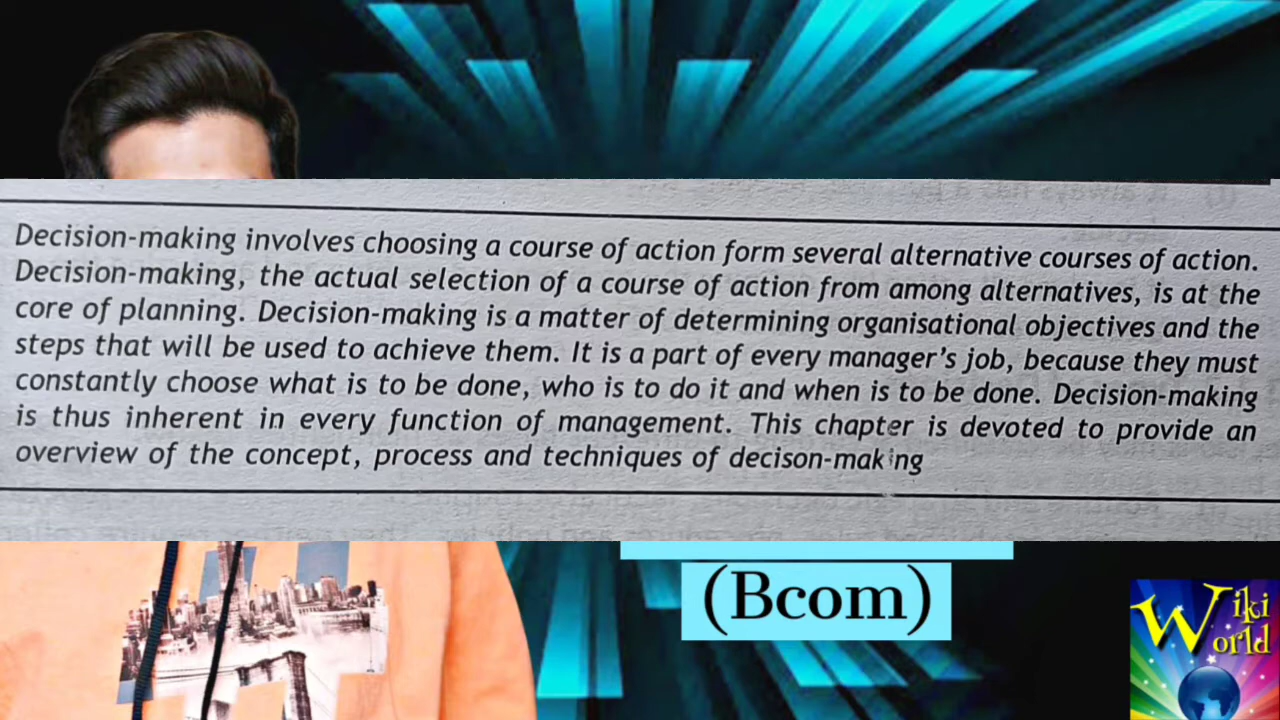 Decision-making involves choosing a course of action form several alternative courses of action.
Decision-making, the actual selection of a course of action from among alternatives, is at the
core of planning. Decision-making is a matter of determining organisational objectives and the
steps that will be used to achieve them. It is a part of every manager's job, because they must
constantly choose what is to be done, who is to do it and when is to be done. Decision-making
is thus inherent in every function of management. This chapter is devoted to provide an
overview of the concept, process and techniques of decison-making
(Bcom)
Wiki
World